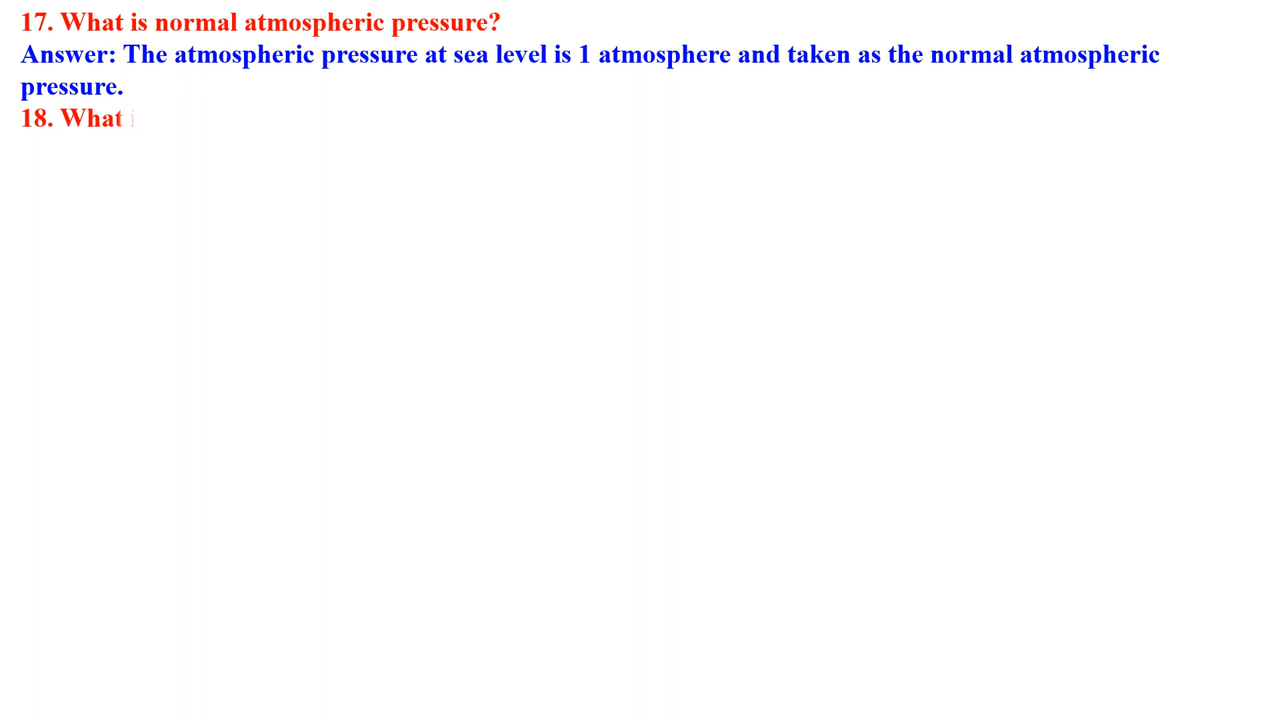 17. What is normal atmospheric pressure?
Answer: The atmospheric pressure at sea level is 1 atmosphere and taken as the normal atmospheric
pressure.
18. What